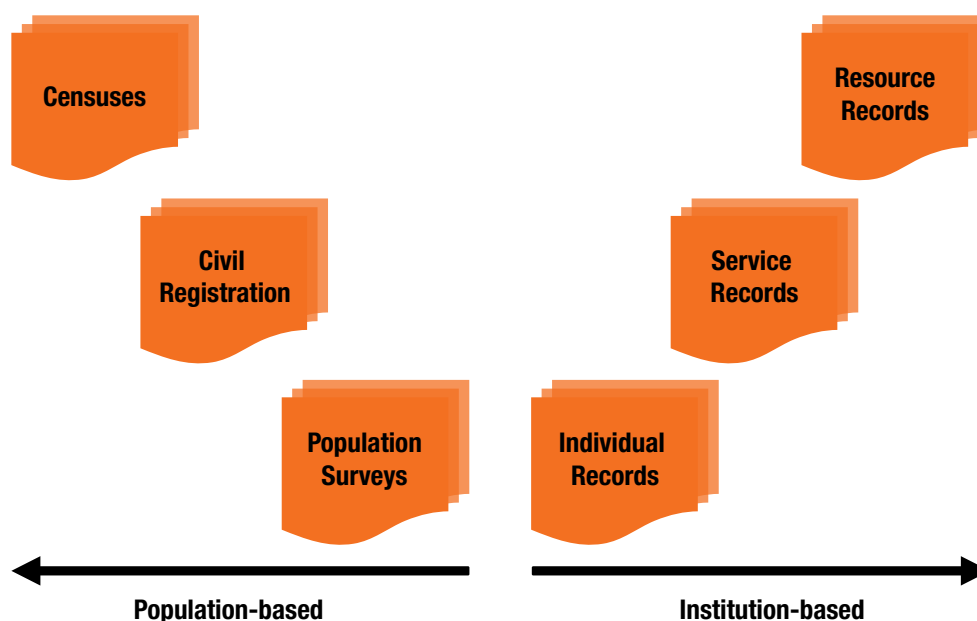 Censuses
Resource
Records
Civil
Registration
Service
Records
Population
Surveys
Individual
Records
Population-based
Institution-based